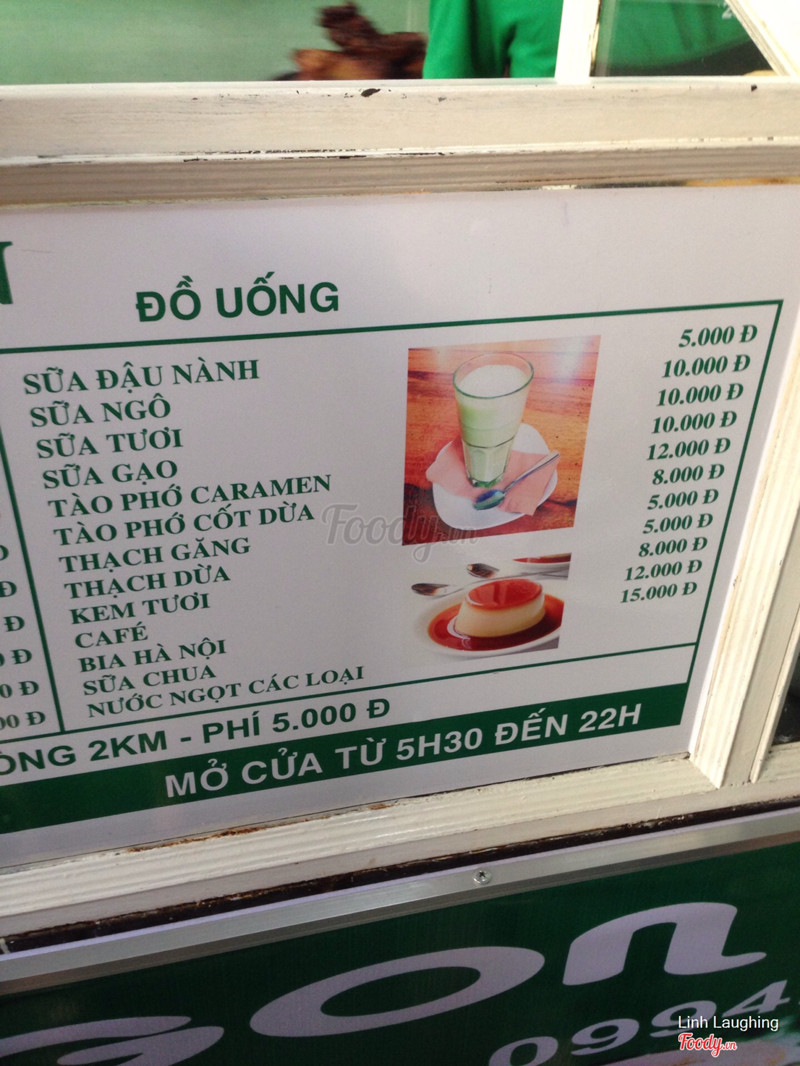 ĐỒ UỐNG
SỮA ĐẬU NÀNH
SỮA NGÔ
SỮA TƯƠI
SỮA GẠO
TÀO PHỚ CARAMEN
TÀO PHỚ CỐT DỪA
THẠCH GĂNG
THẠCH DỪA
KEM TƯƠI
CAFÉ
BIA HÀ NỘI
SỮA CHUA
NƯỚC NGỌT CÁC LOẠI
5.000 Đ
10.000 Đ
10.000 Đ
10.000 Đ
12.000 Đ
8.000 Đ
5.000 Đ
5.000 Đ
8.000 Đ
12.000 Đ
15.000 Đ
Foody.vn
2KM - PHÍ 5.000 Đ
MỞ CỬA TỪ 5H30 ĐẾN 22H
0994
Linh Laughing
Foody.vn